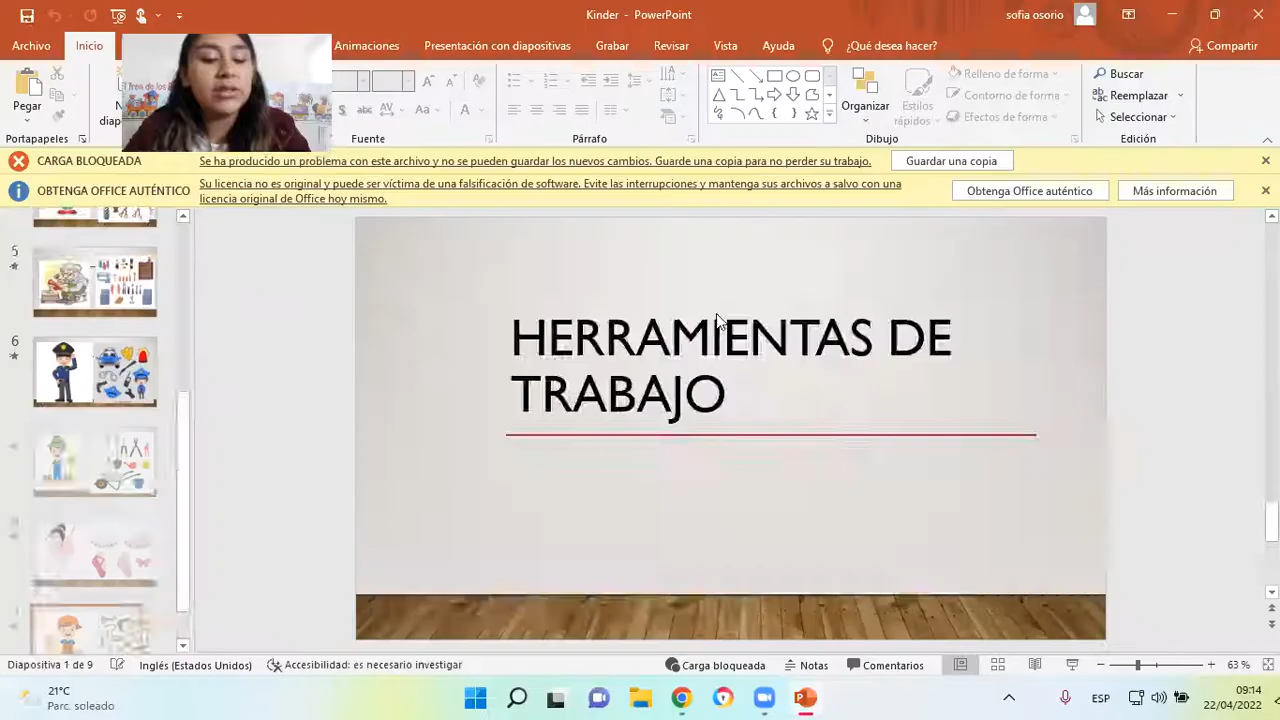 Kinder - PowerPoint
sofia osorio
Archivo
Inicio
Animaciones
Presentación con diapositivas
Grabar
Revisar
Vista
Ayuda
¿Qué desea hacer?
Compartir
Pegar
Portapapeles
Fuente
Párrafo
Organizar
Estilos
rápidos
Relleno de forma
Contorno de forma
Efectos de forma
Dibujo
Buscar
Reemplazar
Seleccionar
Edición
CARGA BLOQUEADA
Se ha producido un problema con este archivo y no se pueden guardar los nuevos cambios. Guarde una copia para no perder su trabajo.
Guardar una copia
OBTENGA OFFICE AUTÉNTICO
Su licencia no es original y puede ser víctima de una falsificación de software. Evite las interrupciones y mantenga sus archivos a salvo con una
licencia original de Office hoy mismo.
Obtenga Office auténtico
Más información
5
6
HERRAMIENTAS DE
TRABAJO
Diapositiva 1 de 9
Inglés (Estados Unidos)
Accesibilidad: es necesario investigar
Carga bloqueada
Notas
Comentarios
63 %
21°C
Parc. soleado
ESP
09:14
22/04/2022